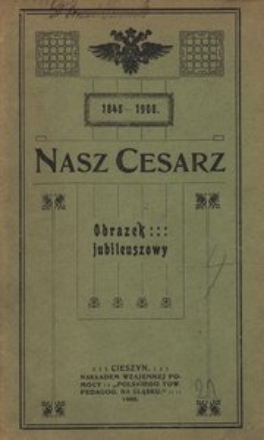 1848–1908.
NASZ CESARZ
Obrazek :::
jubileuszowy
::: CIESZYN. :::
NAKŁADEM WZAJEMNEJ PO-
MOCY :: „POLSKIEGO TOW.
PEDAGOG. NA ŚLĄSKU." ::
1908.